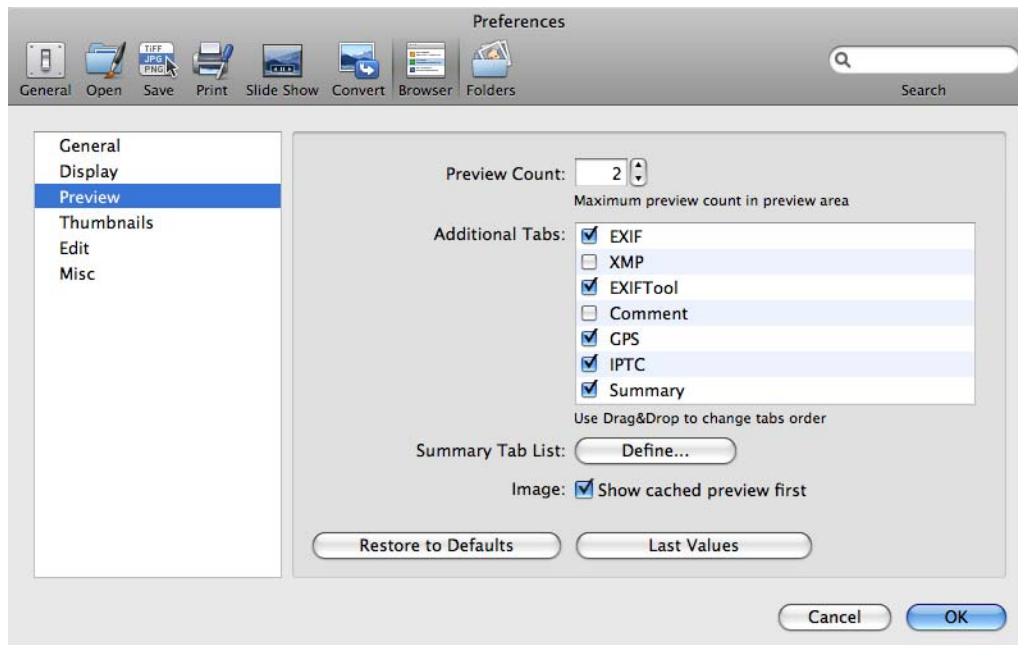 Preferences
TIFF
JPG
PNG
General Open Save Print Slide Show Convert Browser Folders Search
General
Display
Preview
Thumbnails
Edit
Misc
Preview Count: 2
Maximum preview count in preview area
Additional Tabs: EXIF
XMP
EXIFTool
Comment
GPS
IPTC
Summary
Use Drag&Drop to change tabs order
Summary Tab List: Define...
Image: Show cached preview first
Restore to Defaults Last Values
Cancel OK